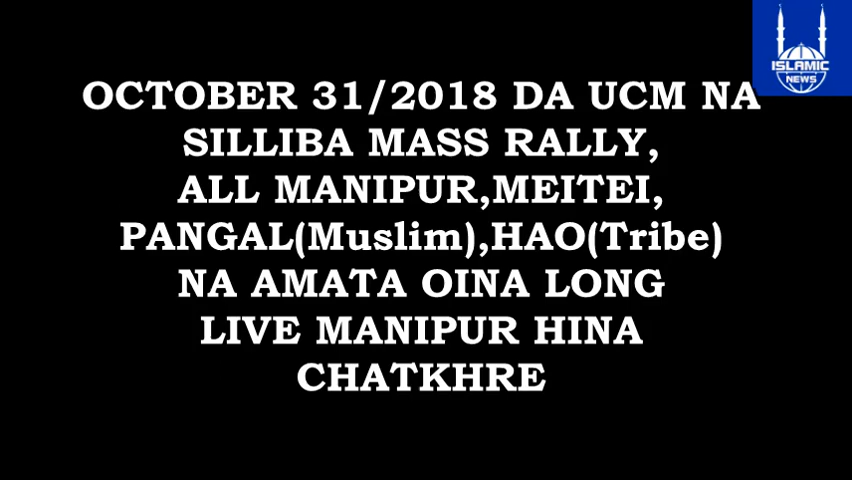 ISLAMIC
NEWS
OCTOBER 31/2018 DA UCM NA
SILLIBA MASS RALLY,
ALL MANIPUR,MEITEI,
PANGAL(Muslim),HAO(Tribe)
NA AMATA OINA LONG
LIVE MANIPUR HINA
CHATKHRE